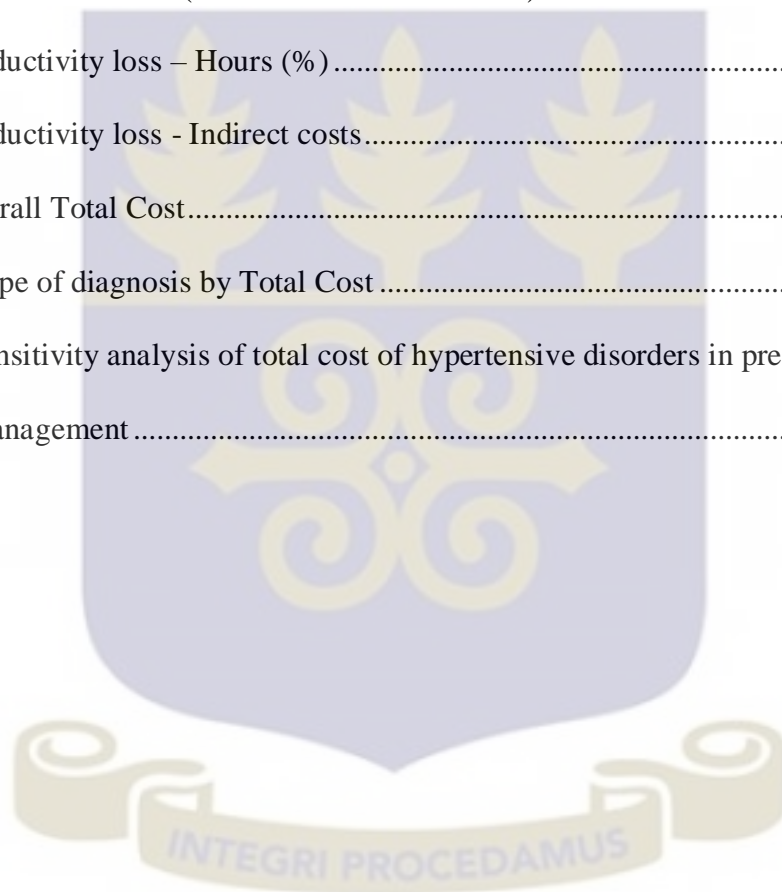 ductivity loss – Hours (%) ........................................................
ductivity loss - Indirect costs........................................................
rall Total Cost........................................................
pe of diagnosis by Total Cost ........................................................
nsitivity analysis of total cost of hypertensive disorders in pre
anagement ........................................................
INTEGRI PROCEDAMUS